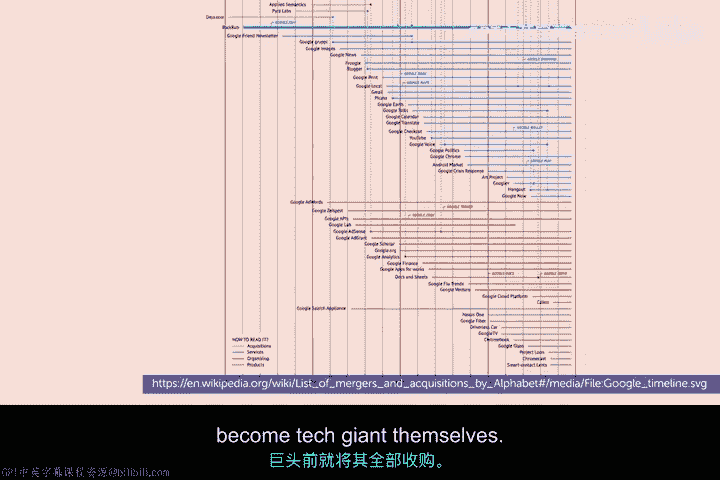 Applied Semantics
Pyra Labs
Dejanews
BackRub
Google Friend Newsletter
Google groups
Google Images
Google News
Froogle
Blogger
Google Print
Google Local
Gmail
Picasa
Google Earth
Google Talks
Google Calendar
Google Translate
Google Checkout
YouTube
Google Voice
Google Politics
Google Chrome
Android Market
Google Crisis Response
Art Project
Google+
Hangout
Google Now
Google AdWords
Google Zeitgeist
Google APIs
Google Lab
Google AdSense
Google AdGrant
Google Scholar
Google.org
Google Analytics
Google Finance
Google Apps for works
Docs and Sheets
Google Flu Trends
Google Venture
Google Cloud Platform
Calico
Google Search Appliance
Nexus One
Google Fiber
Driverless Car
GoogleTV
Chromebook
Google Glass
Project Loon
Chromecast
Smart-contact Lens
HOW TO READ IT?
Acquisitions
Services
Organizing
Products
https://en.wikipedia.org/wiki/List_of_mergers_and_acquisitions_by_Alphabet#/media/File:Google_timeline.svg
become tech giant themselves.
巨头前就将其全部收购。